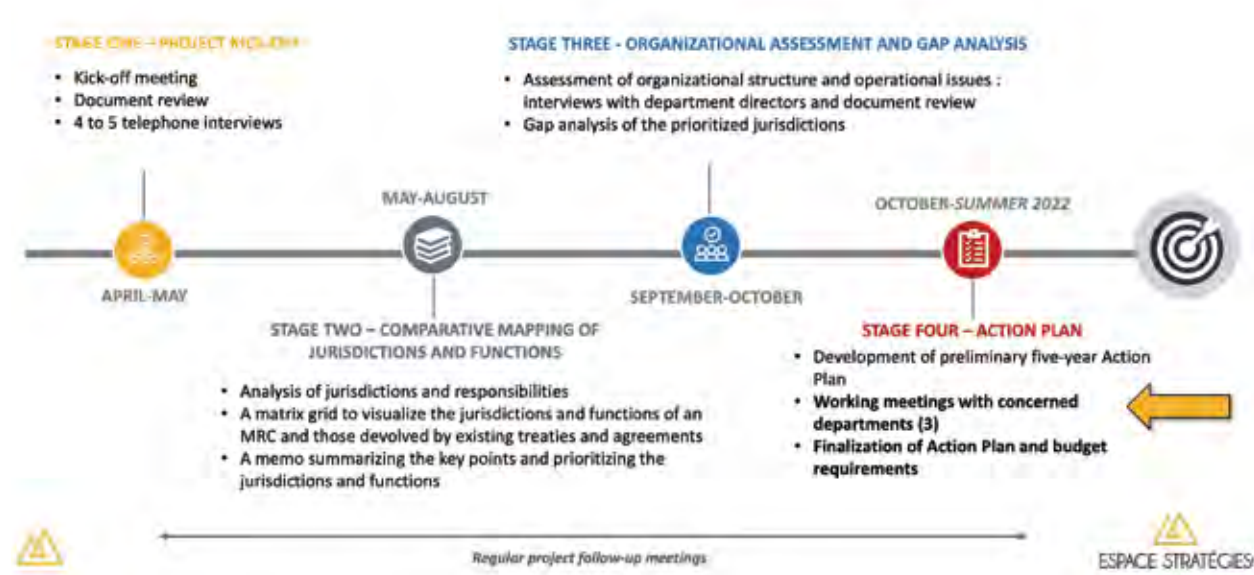 STAGE ONE – PROJECT KICK-OFF
• Kick-off meeting
• Document review
• 4 to 5 telephone interviews
STAGE THREE - ORGANIZATIONAL ASSESSMENT AND GAP ANALYSIS
• Assessment of organizational structure and operational issues :
interviews with department directors and document review
• Gap analysis of the prioritized jurisdictions
MAY-AUGUST
OCTOBER-SUMMER 2022
APRIL-MAY
SEPTEMBER-OCTOBER
STAGE TWO – COMPARATIVE MAPPING OF
JURISDICTIONS AND FUNCTIONS
• Analysis of jurisdictions and responsibilities
• A matrix grid to visualize the jurisdictions and functions of an
MRC and those devolved by existing treaties and agreements
• A memo summarizing the key points and prioritizing the
jurisdictions and functions
STAGE FOUR – ACTION PLAN
• Development of preliminary five-year Action
Plan
• Working meetings with concerned
departments (3)
• Finalization of Action Plan and budget
requirements
Regular project follow-up meetings
ESPACE STRATÉGIES